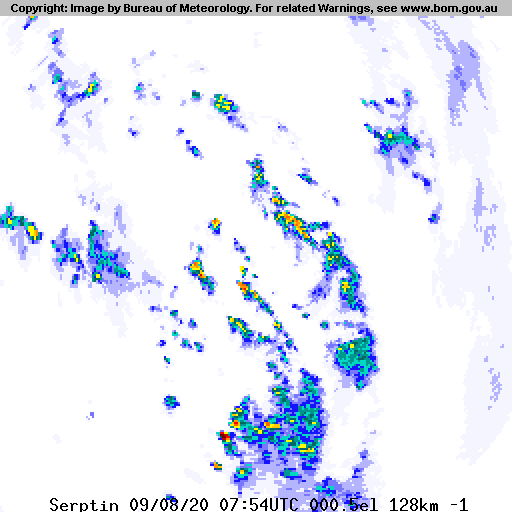 Copyright: Image by Bureau of Meteorology. For related Warnings, see www.bom.gov.au
Serptin 09/08/20 07:54UTC Q00.5el 128km -1